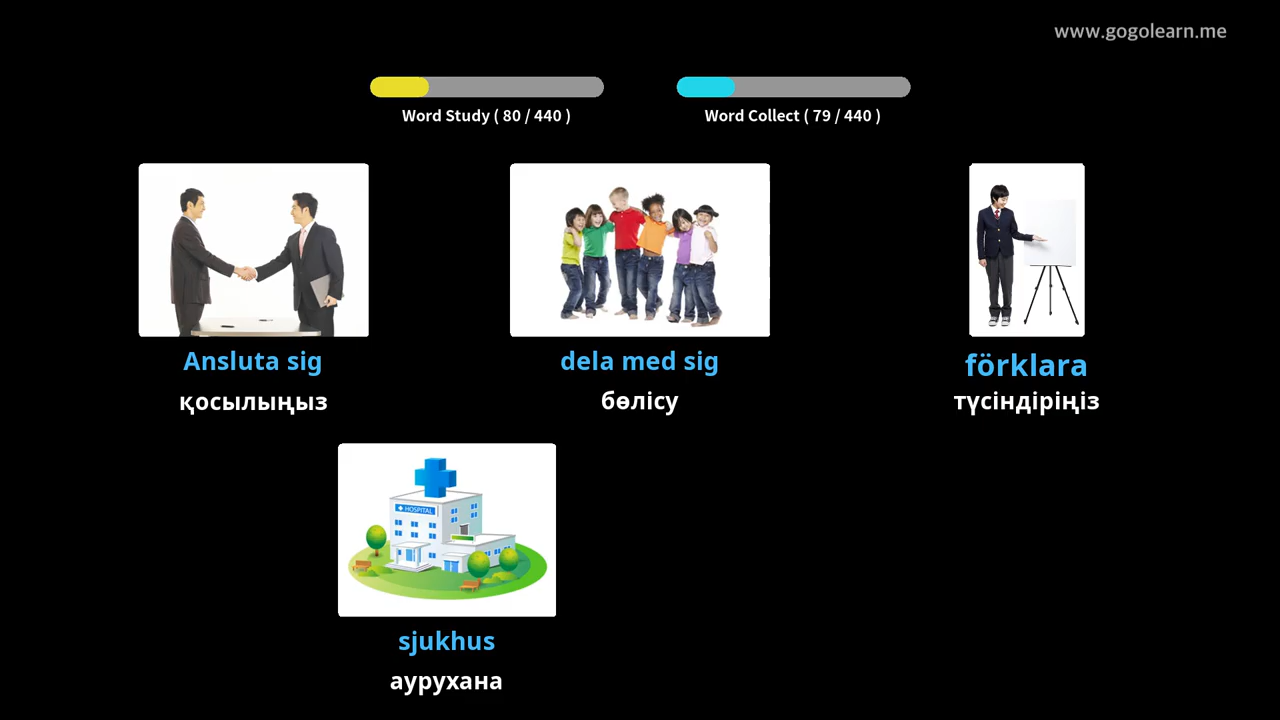 www.gogolearn.me
Word Study ( 80 / 440 )
Word Collect ( 79 / 440 )
Ansluta sig
қосылыңыз
dela med sig
бөлісу
förklara
түсіндіріңіз
HOSPITAL
sjukhus
аурухана